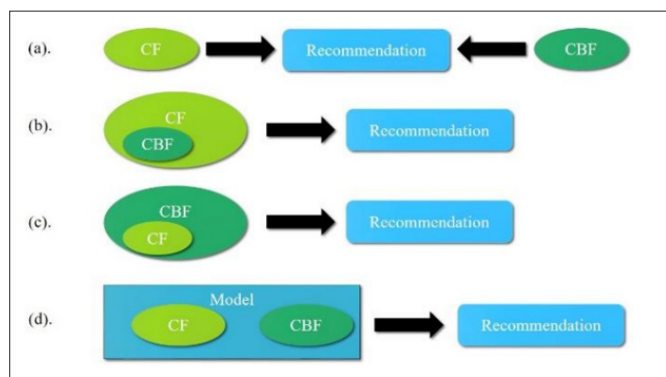 (a). CF Recommendation CBF
(b). CF
CBF
Recommendation
(c). CBF
CF
Recommendation
(d). Model
CF CBF Recommendation